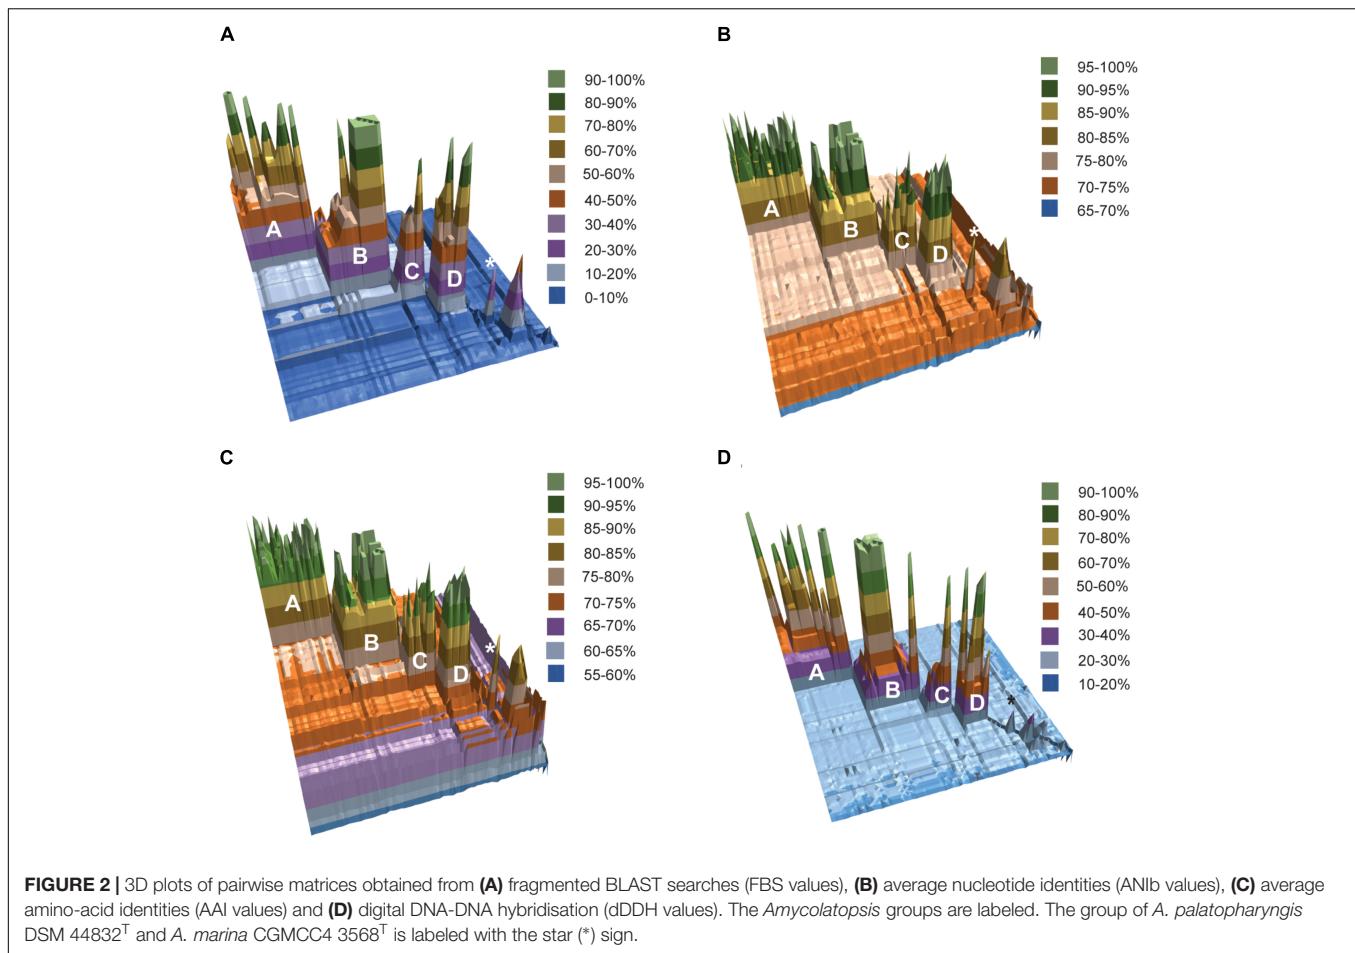 A
90-100%
80-90%
70-80%
60-70%
50-60%
40-50%
30-40%
20-30%
10-20%
0-10%
A
B
C
D
*
B
95-100%
90-95%
85-90%
80-85%
75-80%
70-75%
65-70%
A
B
C
D
*
C
95-100%
90-95%
85-90%
80-85%
75-80%
70-75%
65-70%
60-65%
55-60%
A
B
C
D
*
D
90-100%
80-90%
70-80%
60-70%
50-60%
40-50%
30-40%
20-30%
10-20%
A
B
C
D
*
FIGURE 2 | 3D plots of pairwise matrices obtained from (A) fragmented BLAST searches (FBS values), (B) average nucleotide identities (ANIb values), (C) average
amino-acid identities (AAI values) and (D) digital DNA-DNA hybridisation (dDDH values). The Amycolatopsis groups are labeled. The group of A. palatopharyngis
DSM 44832ᵀ and A. marina CGMCC4 3568ᵀ is labeled with the star (*) sign.